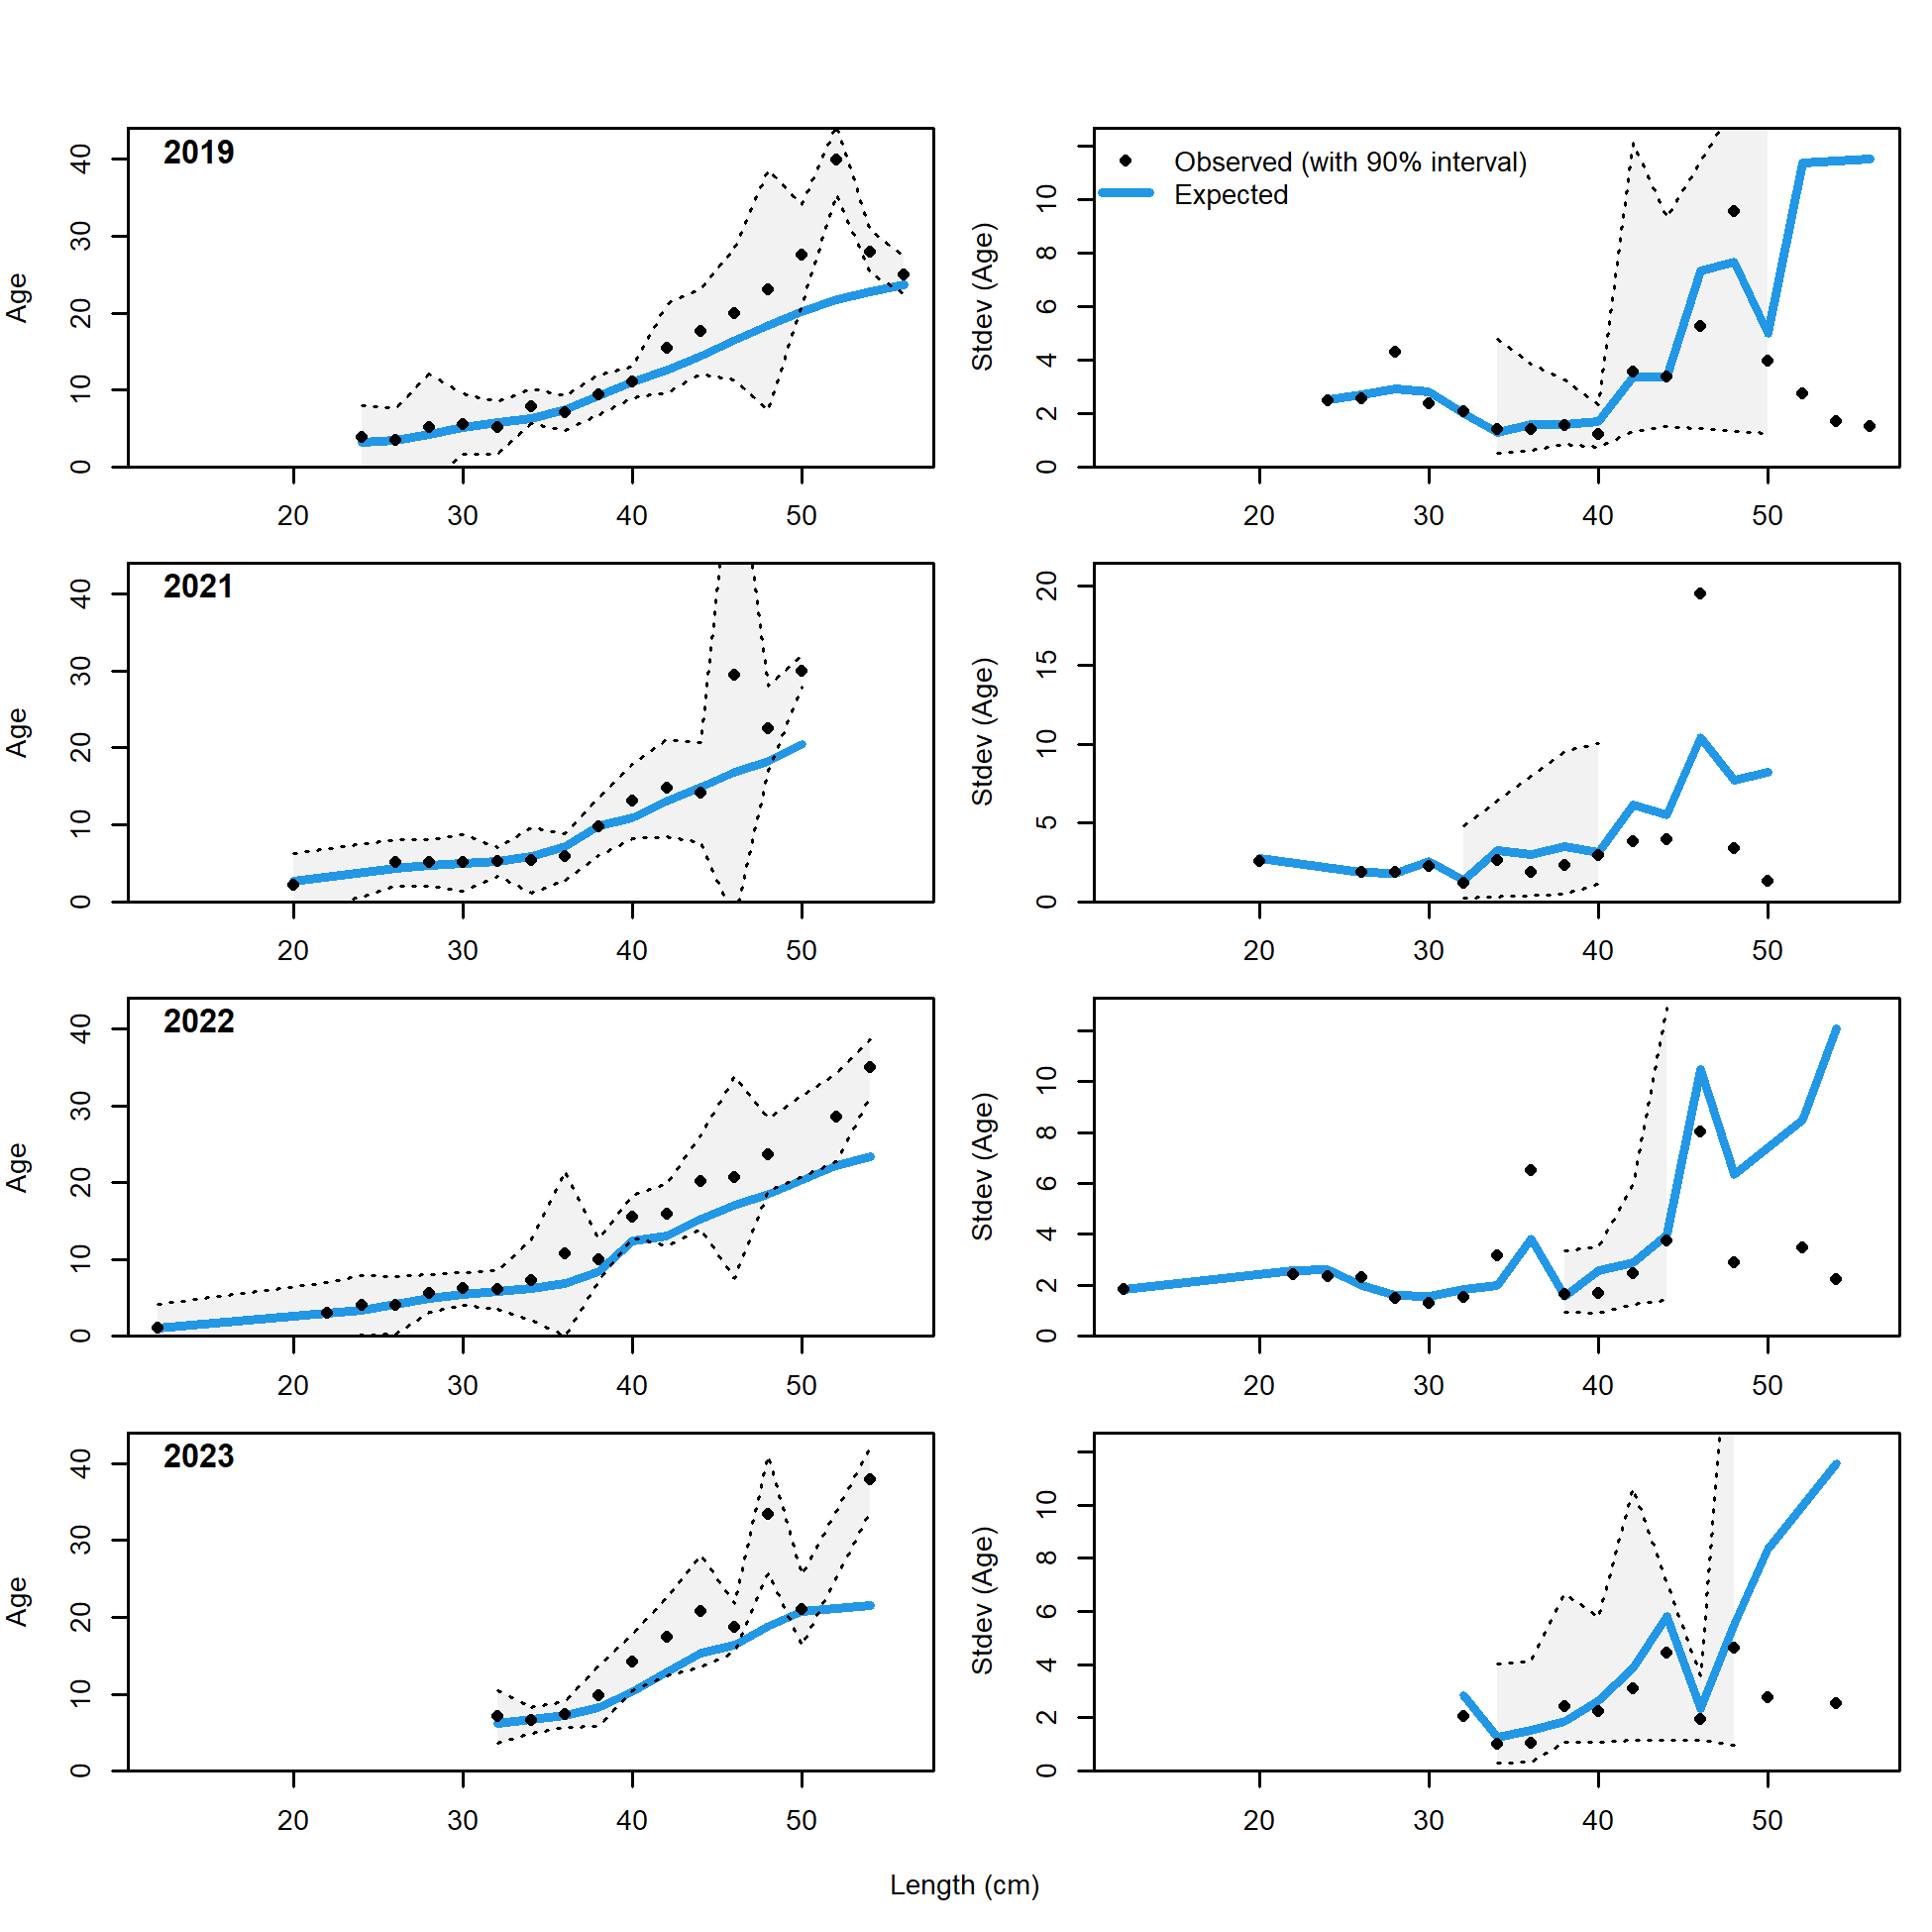 2019
Age
0 10 20 30 40
20 30 40 50
Observed (with 90% interval)
Expected
Stdev (Age)
0 2 4 6 8 10
20 30 40 50
2021
Age
0 10 20 30 40
20 30 40 50
Stdev (Age)
0 5 10 15 20
20 30 40 50
2022
Age
0 10 20 30 40
20 30 40 50
Stdev (Age)
0 2 4 6 8 10
20 30 40 50
2023
Age
0 10 20 30 40
20 30 40 50
Stdev (Age)
0 2 4 6 8 10
20 30 40 50
Length (cm)